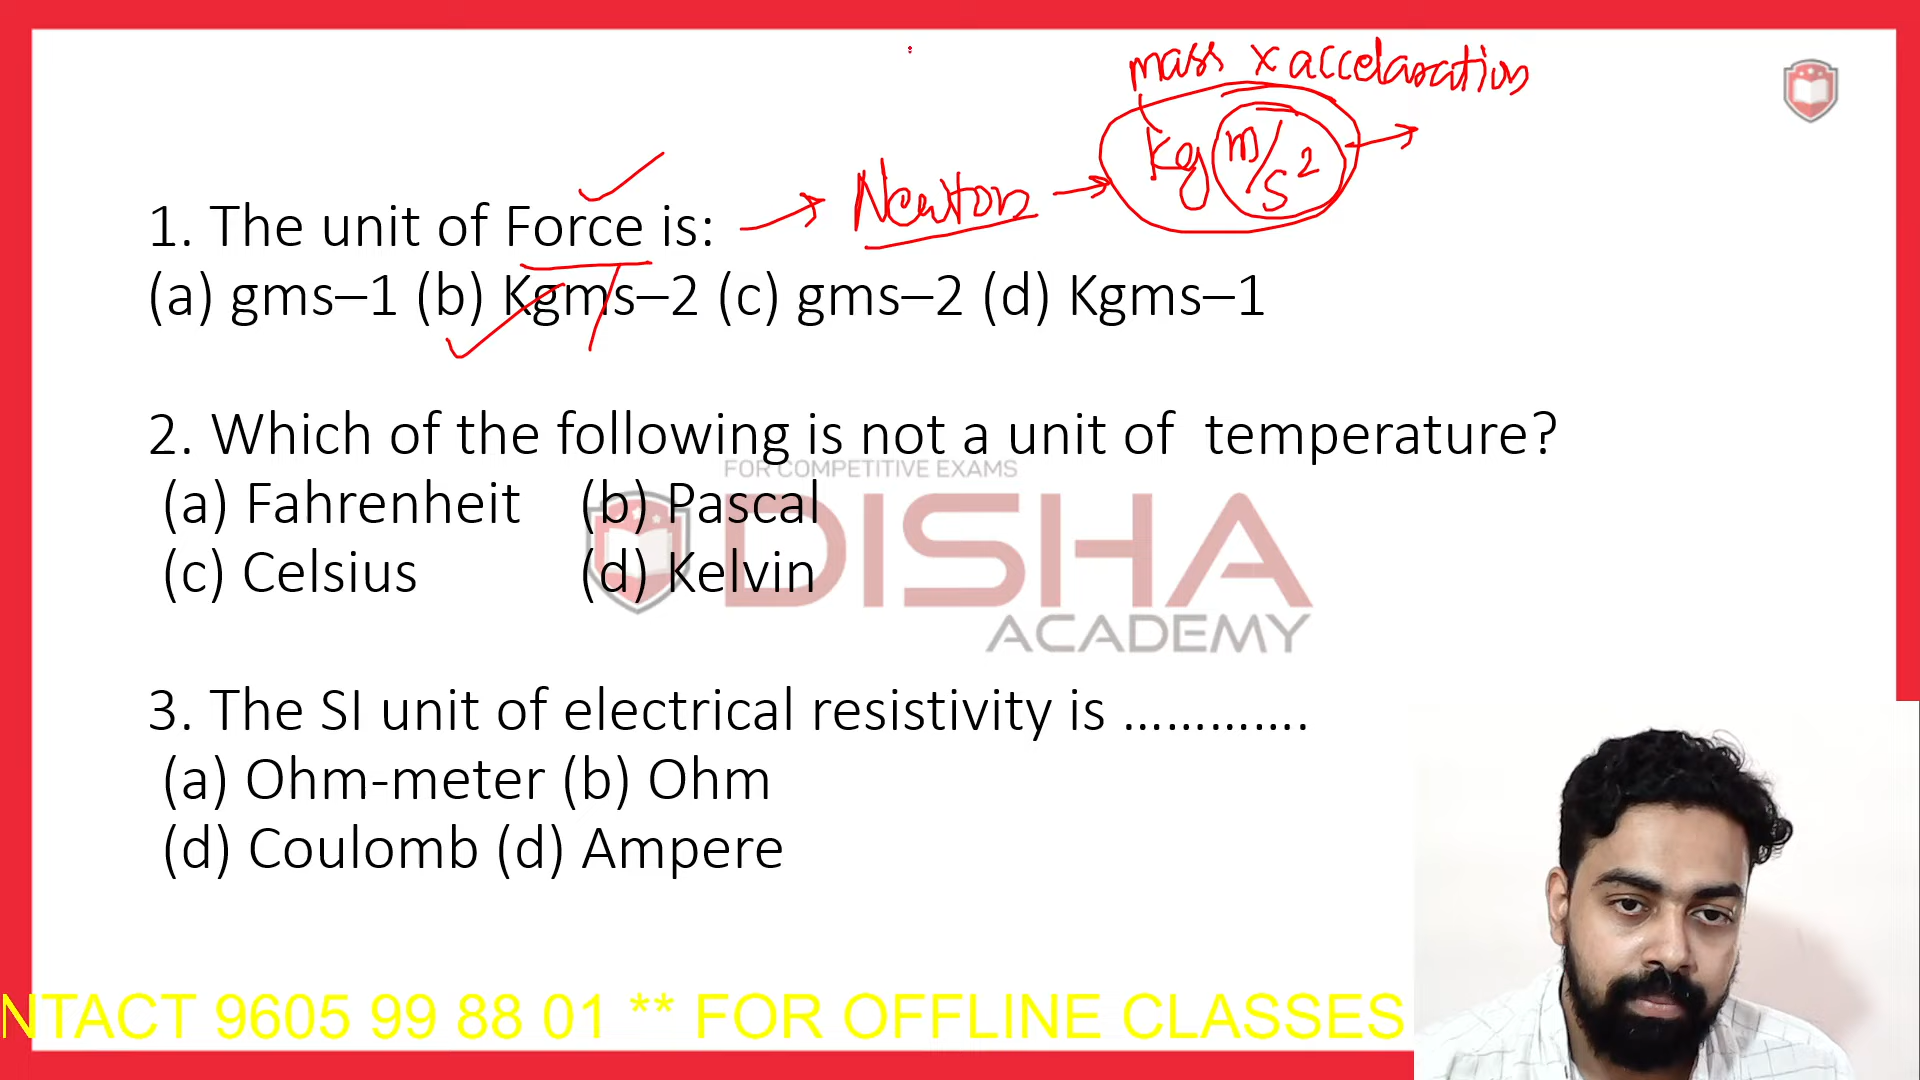 mass x accelaration
kg m/s²
Newton
1. The unit of Force is:
(a) gms–1 (b) Kgms–2 (c) gms–2 (d) Kgms–1
2. Which of the following is not a unit of temperature?
FOR COMPETITIVE EXAMS
(a) Fahrenheit (b) Pascal
(c) Celsius (d) Kelvin
DISHA
ACADEMY
3. The SI unit of electrical resistivity is .............
(a) Ohm-meter (b) Ohm
(d) Coulomb (d) Ampere
NTACT 9605 99 88 01 ** FOR OFFLINE CLASSES